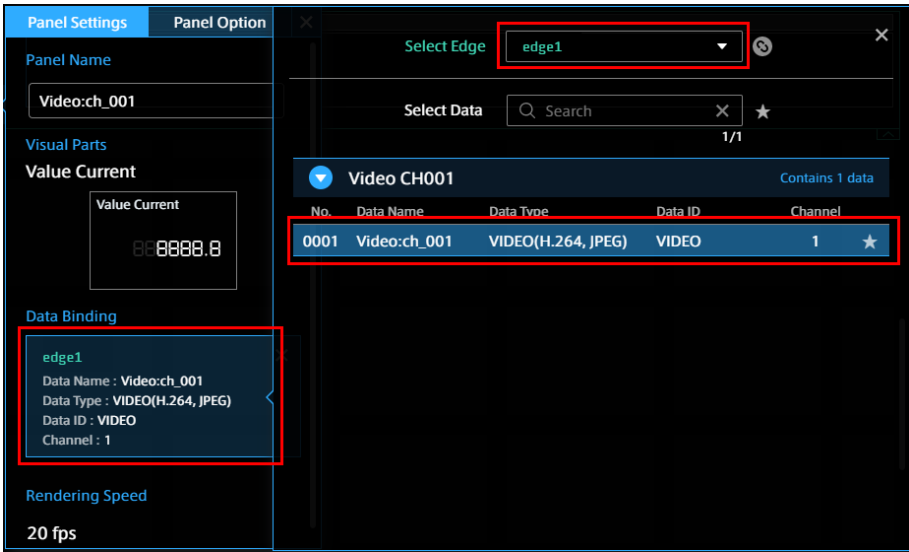 Panel Settings
Panel Option
Panel Name
Video:ch_001
Visual Parts
Value Current
Value Current
8888.8
Data Binding
edge1
Data Name : Video:ch_001
Data Type : VIDEO(H.264, JPEG)
Data ID : VIDEO
Channel : 1
Rendering Speed
20 fps
Select Edge
edge1
Select Data
Search
1/1
Video CH001
Contains 1 data
No. Data Name Data Type Data ID Channel
0001 Video:ch_001 VIDEO(H.264, JPEG) VIDEO 1